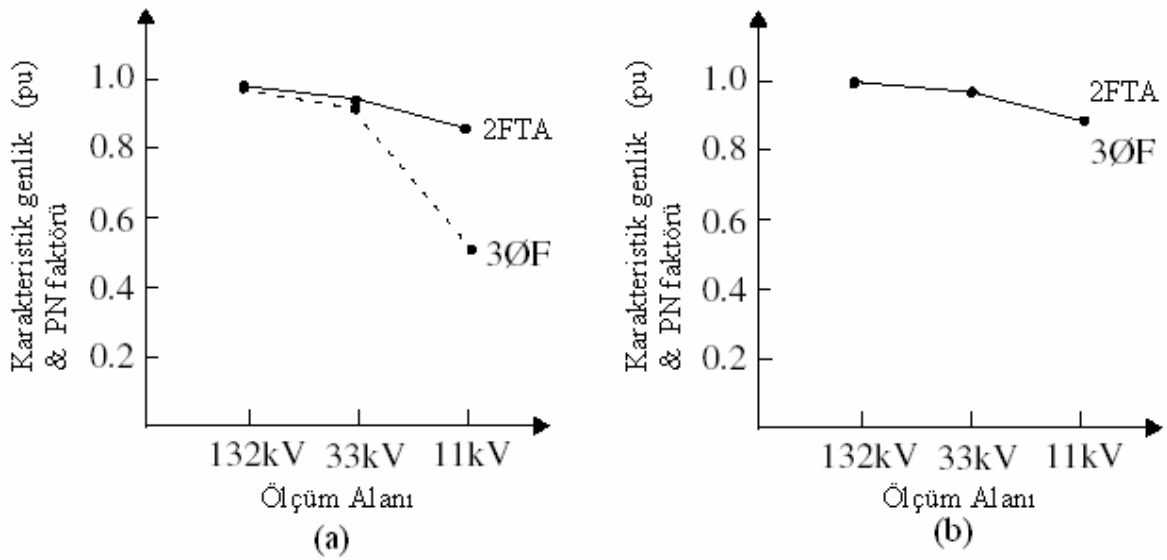 Karakteristik genlik (pu)
& PN faktörü
1.0
0.8
0.6
0.4
0.2
2FTA
3ØF
132kV 33kV 11kV
Ölçüm Alanı
(a)
Karakteristik genlik (pu)
& PN faktörü
1.0
0.8
0.6
0.4
0.2
2FTA
3ØF
132kV 33kV 11kV
Ölçüm Alanı
(b)